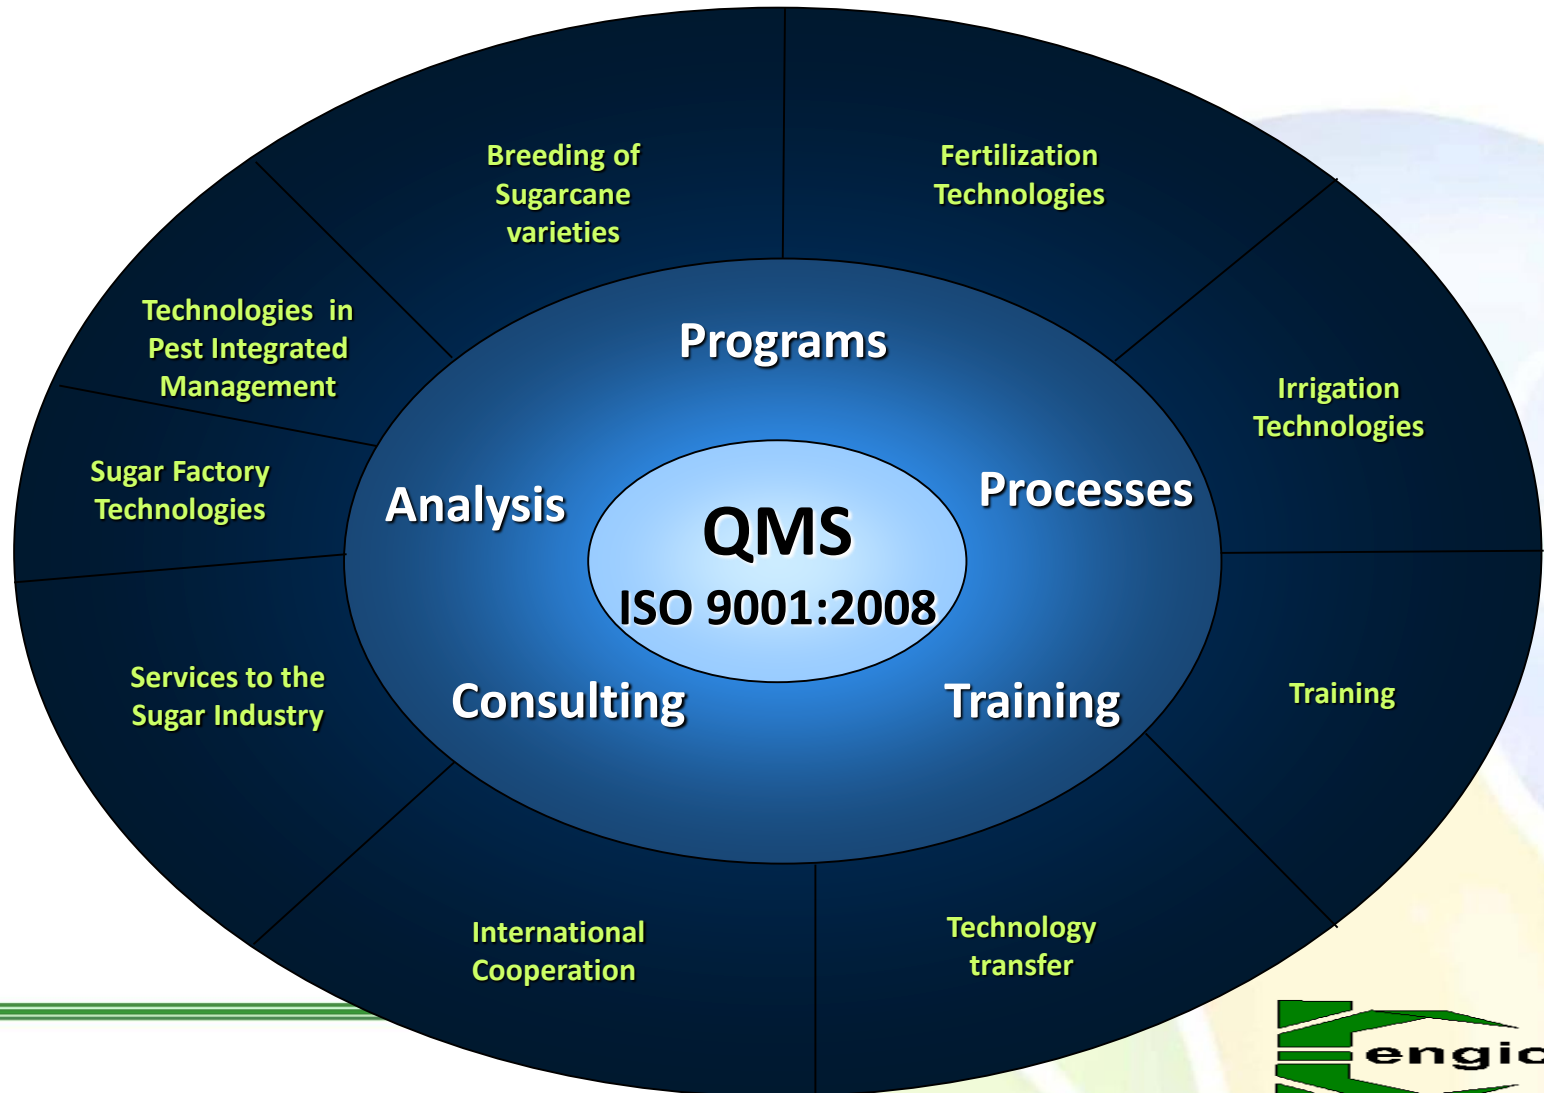 Breeding of
Sugarcane
varieties
Fertilization
Technologies
Technologies in
Pest Integrated
Management
Programs
Irrigation
Technologies
Sugar Factory
Technologies
Analysis
Processes
QMS
ISO 9001:2008
Services to the
Sugar Industry
Consulting
Training
Training
International
Cooperation
Technology
transfer
engic